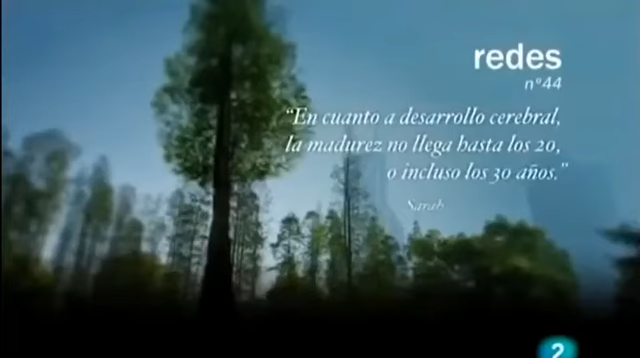 redes
nº44
“En cuanto a desarrollo cerebral,
la madurez no llega hasta los 20,
o incluso los 30 años.”
Sarah
2